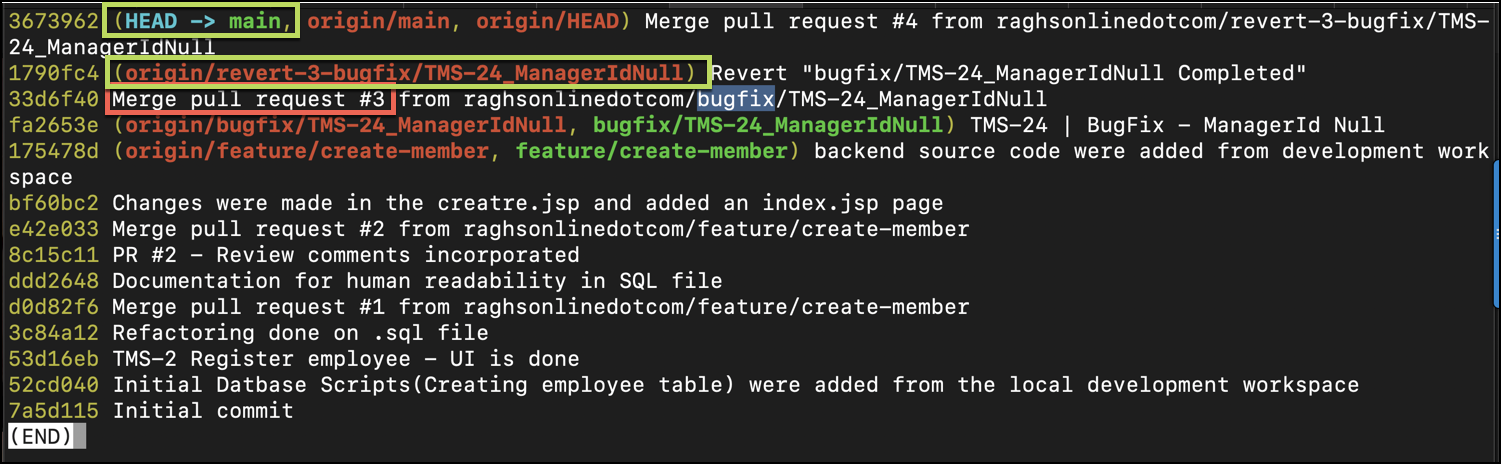 3673962 (HEAD -> main, origin/main, origin/HEAD) Merge pull request #4 from raghsonlinedotcom/revert-3-bugfix/TMS-
24_ManagerIdNull
1790fc4 (origin/revert-3-bugfix/TMS-24_ManagerIdNull) Revert "bugfix/TMS-24_ManagerIdNull Completed"
33d6f40 Merge pull request #3 from raghsonlinedotcom/bugfix/TMS-24_ManagerIdNull
fa2653e (origin/bugfix/TMS-24_ManagerIdNull, bugfix/TMS-24_ManagerIdNull) TMS-24 | BugFix - ManagerId Null
175478d (origin/feature/create-member, feature/create-member) backend source code were added from development work
space
bf60bc2 Changes were made in the creatre.jsp and added an index.jsp page
e42e033 Merge pull request #2 from raghsonlinedotcom/feature/create-member
8c15c11 PR #2 - Review comments incorporated
ddd2648 Documentation for human readability in SQL file
d0d82f6 Merge pull request #1 from raghsonlinedotcom/feature/create-member
3c84a12 Refactoring done on .sql file
53d16eb TMS-2 Register employee - UI is done
52cd040 Initial Datbase Scripts(Creating employee table) were added from the local development workspace
7a5d115 Initial commit
(END)